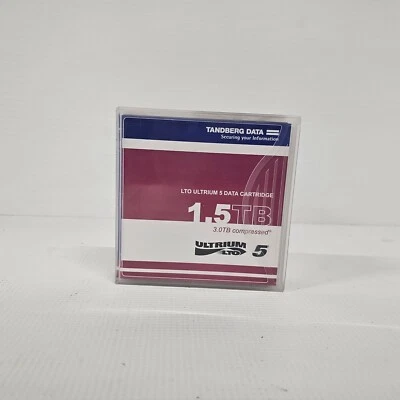 TANDBERG DATA
Securing your Information
LTO ULTRIUM 5 DATA CARTRIDGE
1.5TB
3.0TB compressed*
ULTRIUM
LTO
5